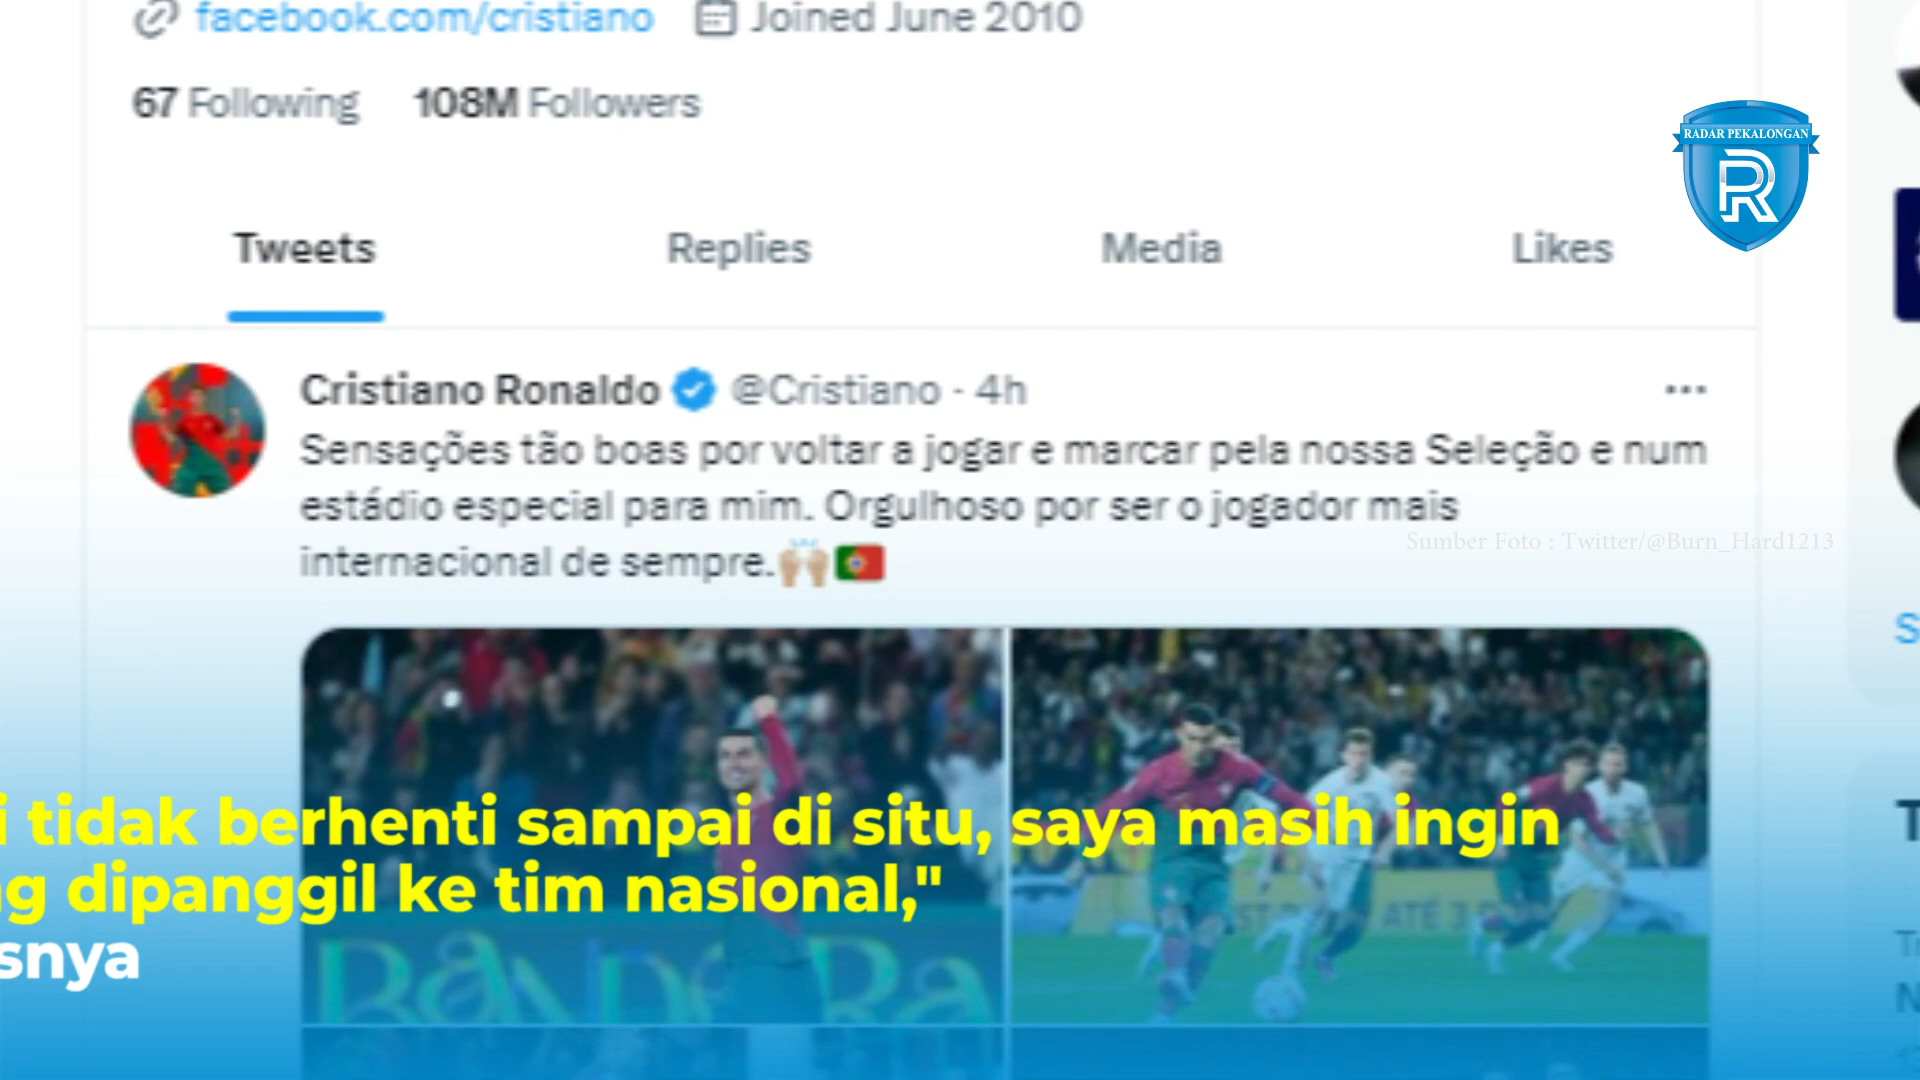 facebook.com/cristiano Joined June 2010
67 Following 108M Followers
RADAR PEKALONGAN
R
Tweets Replies Media Likes
Cristiano Ronaldo @Cristiano · 4h
Sensações tão boas por voltar a jogar e marcar pela nossa Seleção e num
estádio especial para mim. Orgulhoso por ser o jogador mais
internacional de sempre.🙌🏼🇵🇹
Sumber Foto : Twitter/@Burn_Hard1213
i tidak berhenti sampai di situ, saya masih ingin
g dipanggil ke tim nasional,"
snya
ATÉ 3